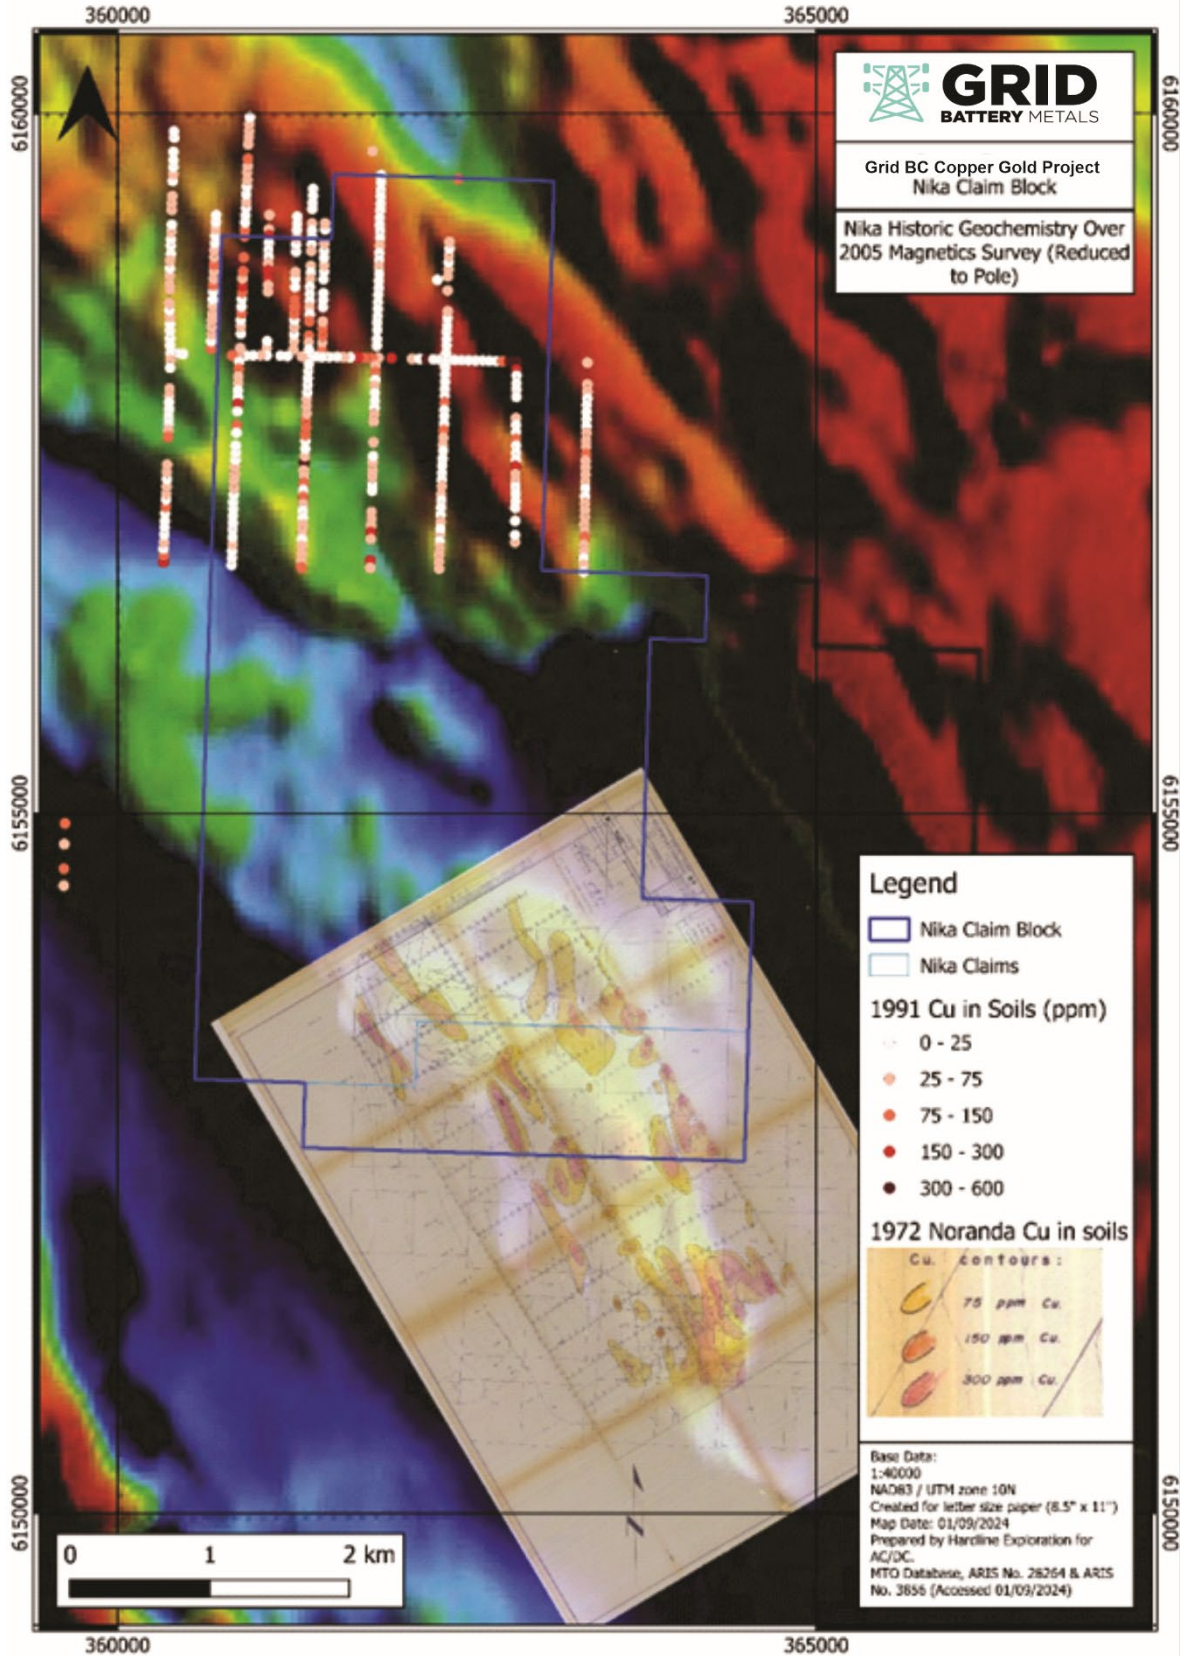 360000
365000
6160000
6160000
GRID
BATTERY METALS
Grid BC Copper Gold Project
Nika Claim Block
Nika Historic Geochemistry Over
2005 Magnetics Survey (Reduced
to Pole)
6155000
6155000
Legend
Nika Claim Block
Nika Claims
1991 Cu in Soils (ppm)
0 - 25
25 - 75
75 - 150
150 - 300
300 - 600
1972 Noranda Cu in soils
Cu. contours:
75 ppm Cu.
150 ppm Cu.
300 ppm Cu.
Base Data:
1:40000
NAD83 / UTM zone 10N
Created for letter size paper (8.5" x 11")
Map Date: 01/09/2024
Prepared by Hardline Exploration for
AC/DC.
MTO Database, ARIS No. 28264 & ARIS
No. 3856 (Accessed 01/09/2024)
6150000
6150000
0 1 2 km
360000
365000